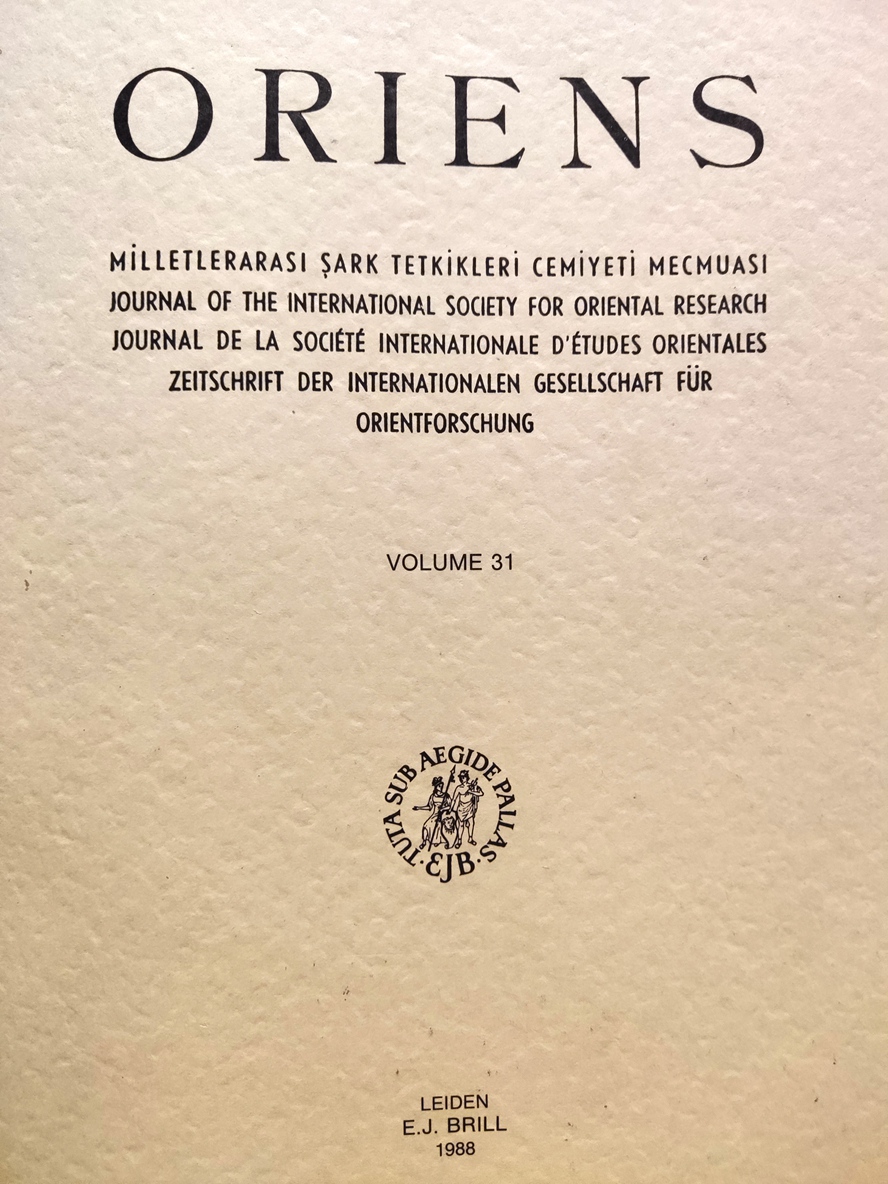 ORIENS
MİLLETLERARASI ŞARK TETKİKLERİ CEMİYETİ MECMUASI
JOURNAL OF THE INTERNATIONAL SOCIETY FOR ORIENTAL RESEARCH
JOURNAL DE LA SOCIÉTÉ INTERNATIONALE D'ÉTUDES ORIENTALES
ZEITSCHRIFT DER INTERNATIONALEN GESELLSCHAFT FÜR
ORIENTFORSCHUNG
VOLUME 31
TUTA SUB AEGIDE PALLAS
·EJB·
LEIDEN
E.J. BRILL
1988